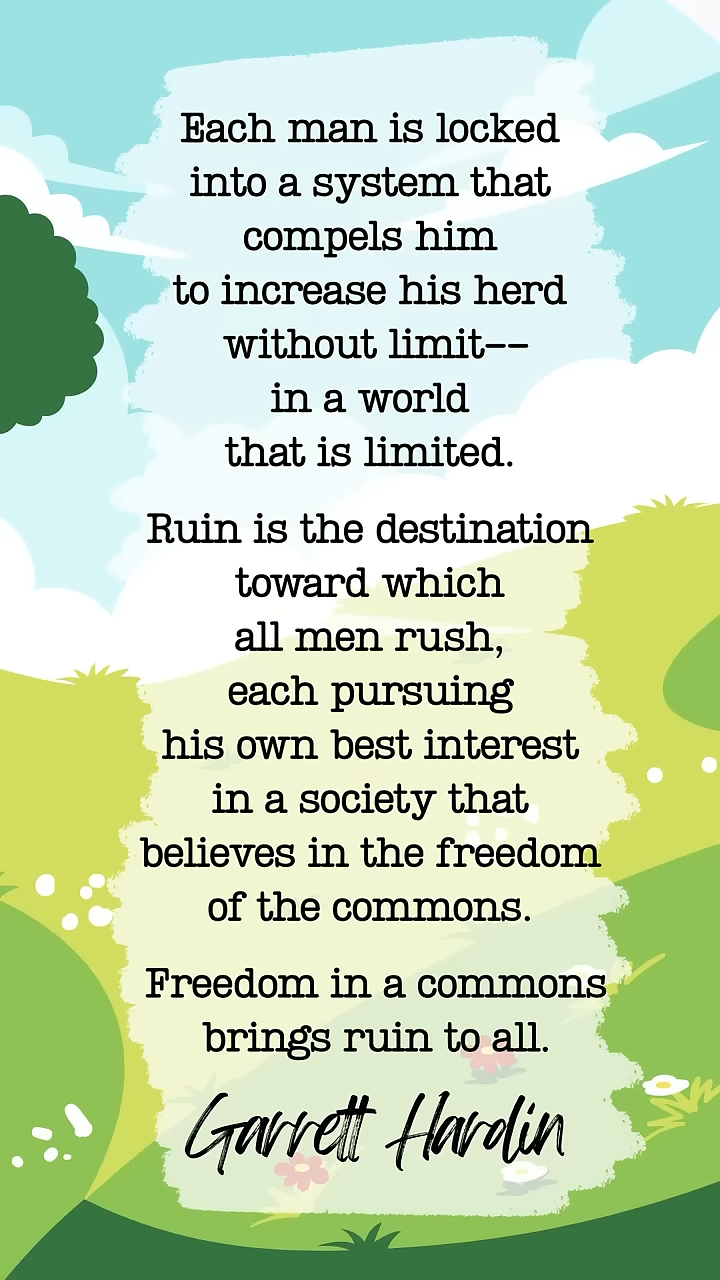 Each man is locked
into a system that
compels him
to increase his herd
without limit--
in a world
that is limited.
Ruin is the destination
toward which
all men rush,
each pursuing
his own best interest
in a society that
believes in the freedom
of the commons.
Freedom in a commons
brings ruin to all.
Garrett Hardin